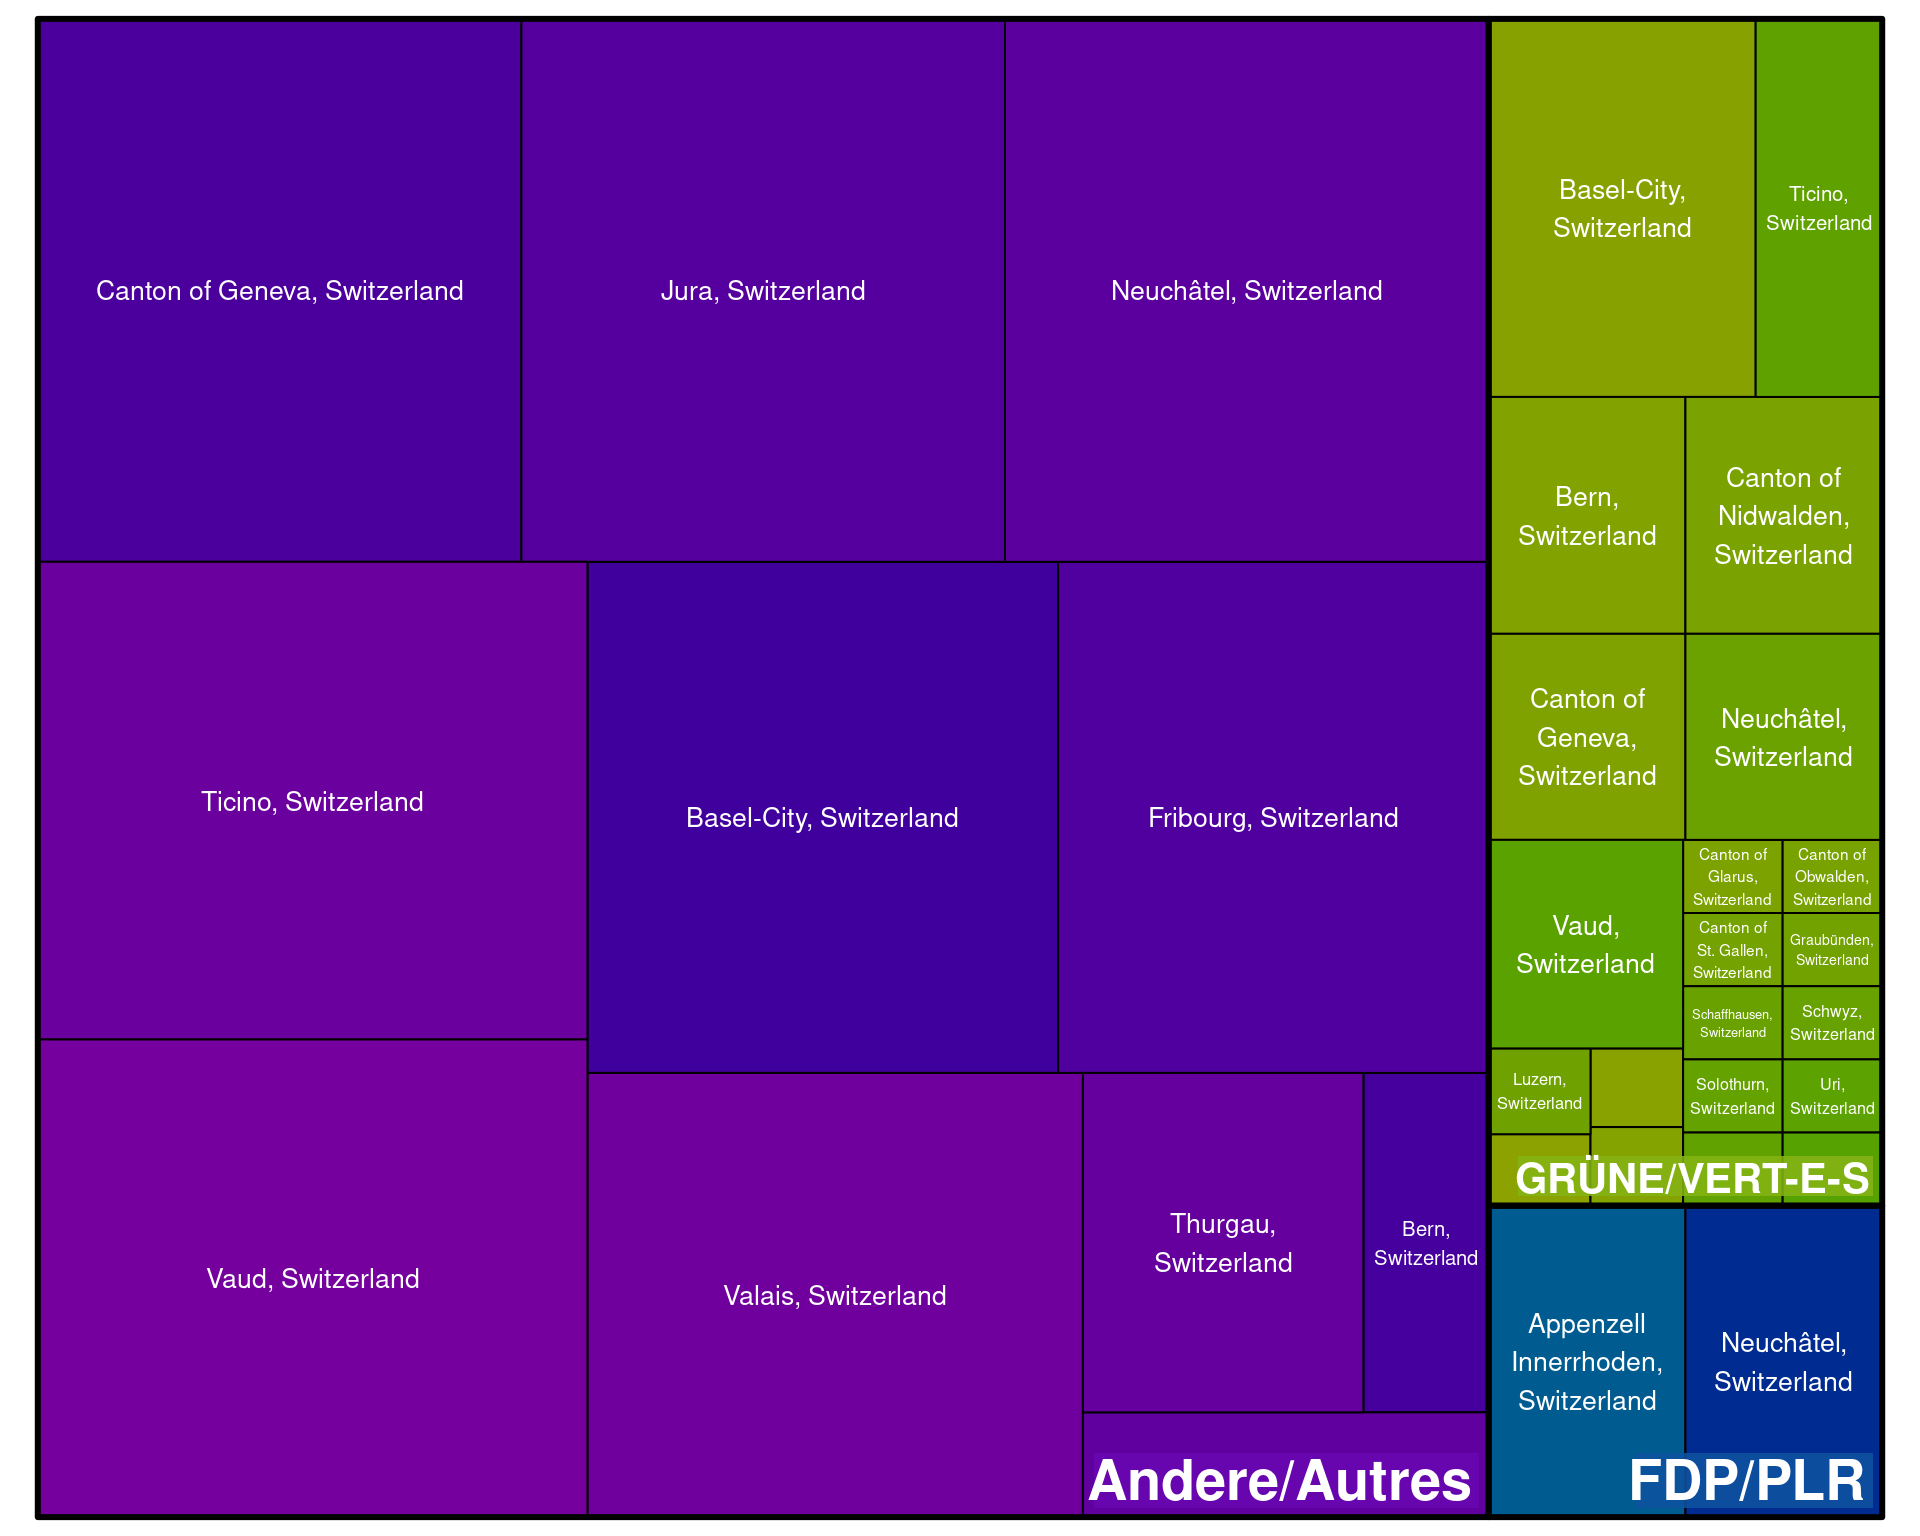 Canton of Geneva, Switzerland
Jura, Switzerland
Neuchâtel, Switzerland
Ticino, Switzerland
Basel-City, Switzerland
Fribourg, Switzerland
Vaud, Switzerland
Valais, Switzerland
Thurgau,
Switzerland
Bern,
Switzerland
Andere/Autres
Basel-City,
Switzerland
Ticino,
Switzerland
Bern,
Switzerland
Canton of
Nidwalden,
Switzerland
Canton of
Geneva,
Switzerland
Neuchâtel,
Switzerland
Vaud,
Switzerland
Canton of
Glarus,
Switzerland
Canton of
Obwalden,
Switzerland
Canton of
St. Gallen,
Switzerland
Graubünden,
Switzerland
Schaffhausen,
Switzerland
Schwyz,
Switzerland
Luzern,
Switzerland
Solothurn,
Switzerland
Uri,
Switzerland
GRÜNE/VERT-E-S
Appenzell
Innerrhoden,
Switzerland
Neuchâtel,
Switzerland
FDP/PLR